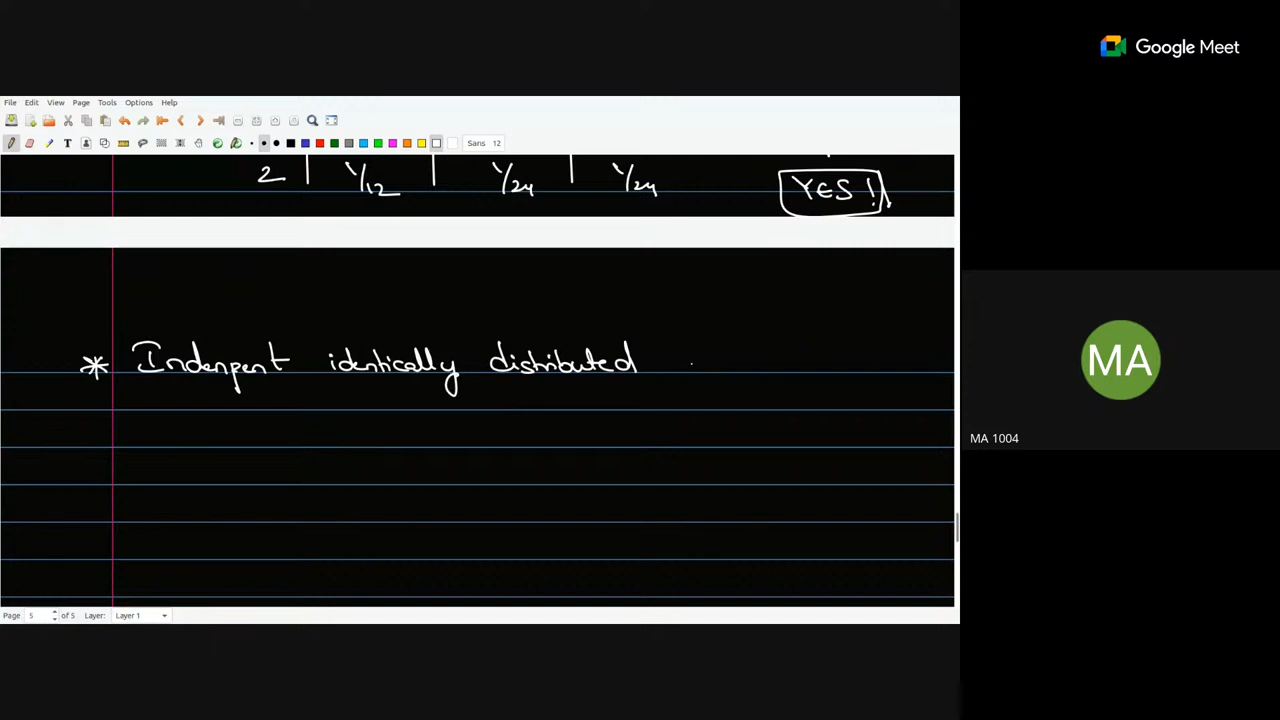 Google Meet
File Edit View Page Tools Options Help
T Sans 12
2 1/12 1/24 1/24 YES!
* Indenpent identically distributed
MA
MA 1004
Page 5 of 5 Layer: Layer 1